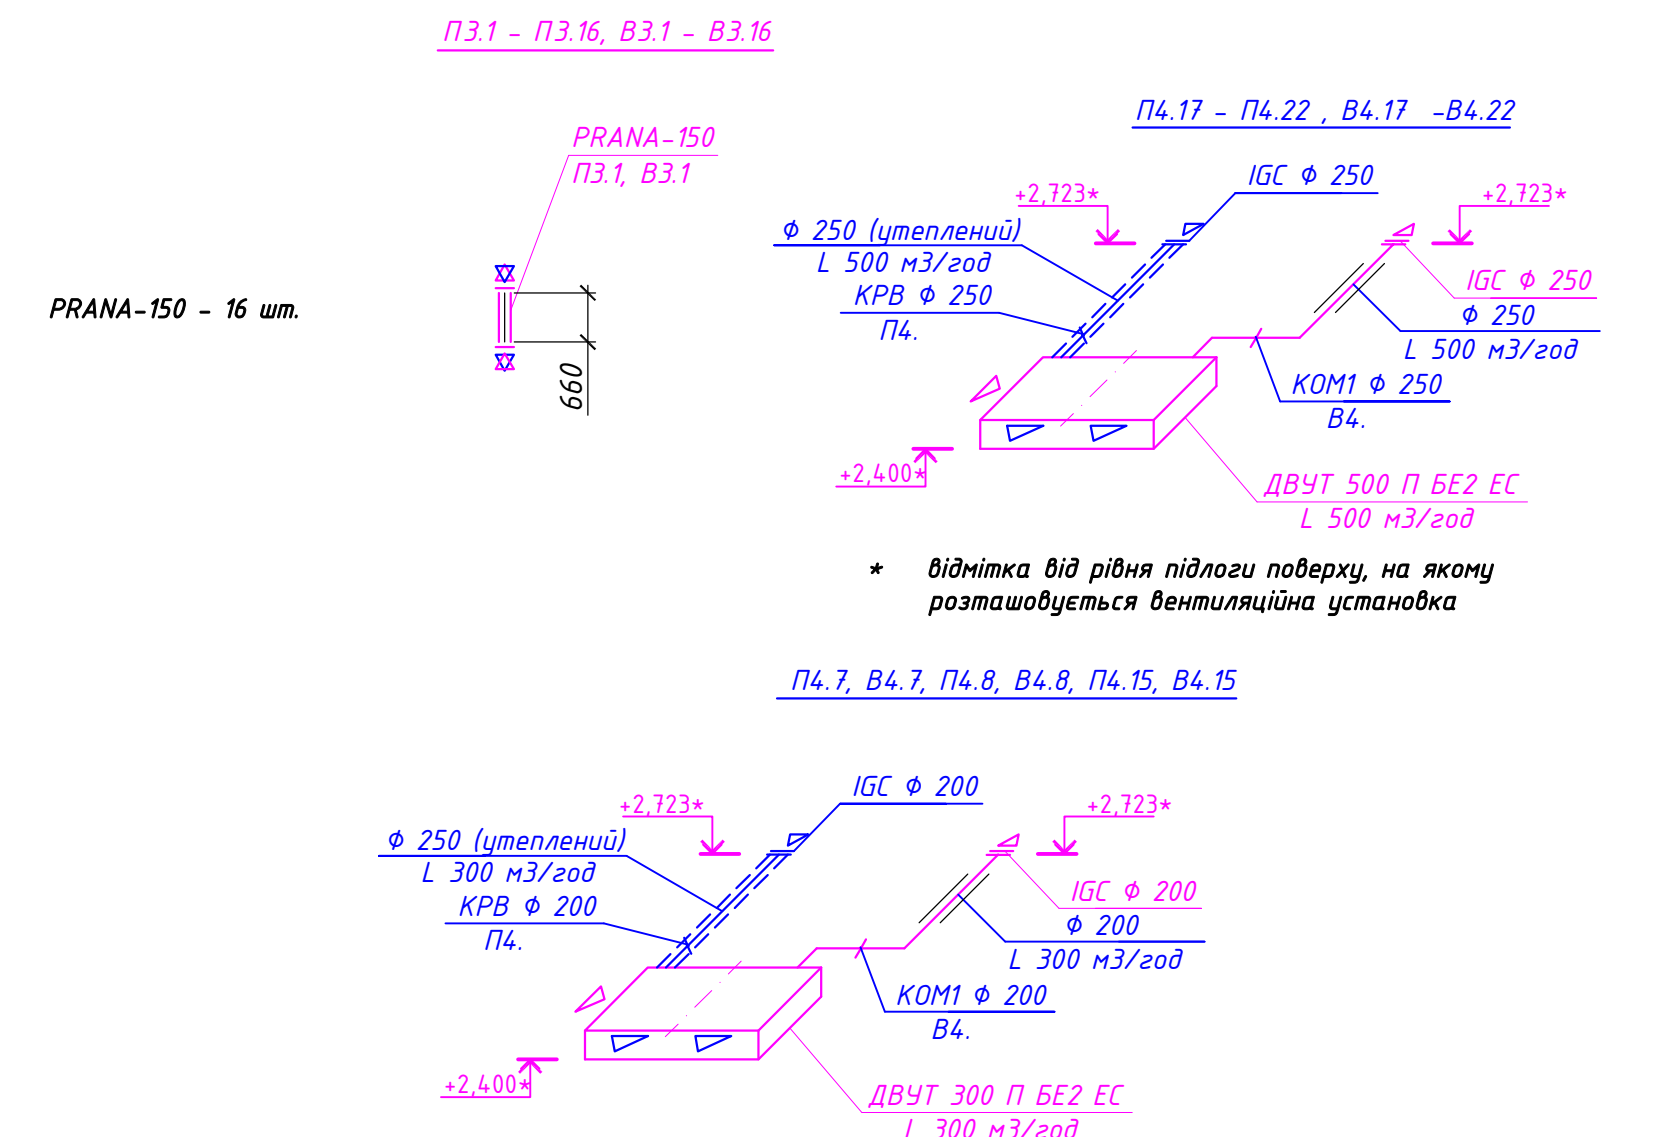 П3.1 - П3.16, В3.1 - В3.16
П4.17 - П4.22 , В4.17 -В4.22
PRANA-150
П3.1, В3.1
PRANA-150 - 16 шт.
660
IGC Ф 250
+2,723*
+2,723*
Ф 250 (утеплений)
L 500 м3/год
КРВ Ф 250
П4.
IGC Ф 250
Ф 250
L 500 м3/год
КОМ1 Ф 250
В4.
+2,400*
ДВУТ 500 П БЕ2 ЕС
L 500 м3/год
* відмітка від рівня підлоги поверху, на якому
розташовується вентиляційна установка
П4.7, В4.7, П4.8, В4.8, П4.15, В4.15
IGC Ф 200
+2,723*
+2,723*
Ф 250 (утеплений)
L 300 м3/год
КРВ Ф 200
П4.
IGC Ф 200
Ф 200
L 300 м3/год
КОМ1 Ф 200
В4.
+2,400*
ДВУТ 300 П БЕ2 ЕС
L 300 м3/год